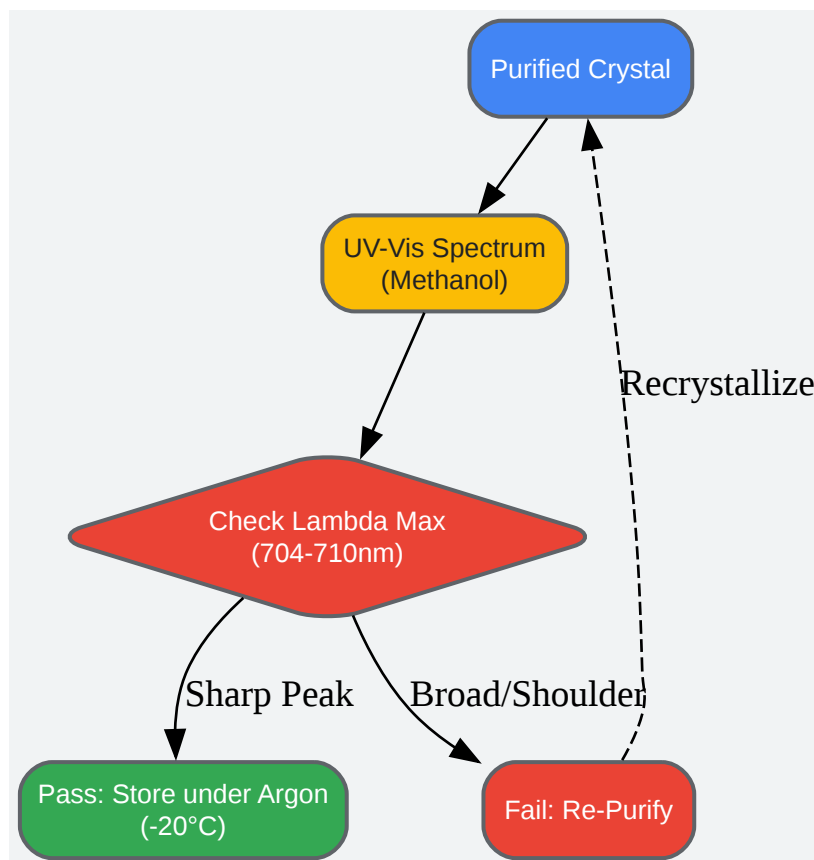 Purified Crystal
UV-Vis Spectrum
(Methanol)
Recrystallize
Check Lambda Max
(704-710nm)
Sharp Peak
Broad/Shoulder
Pass: Store under Argon
(-20°C)
Fail: Re-Purify